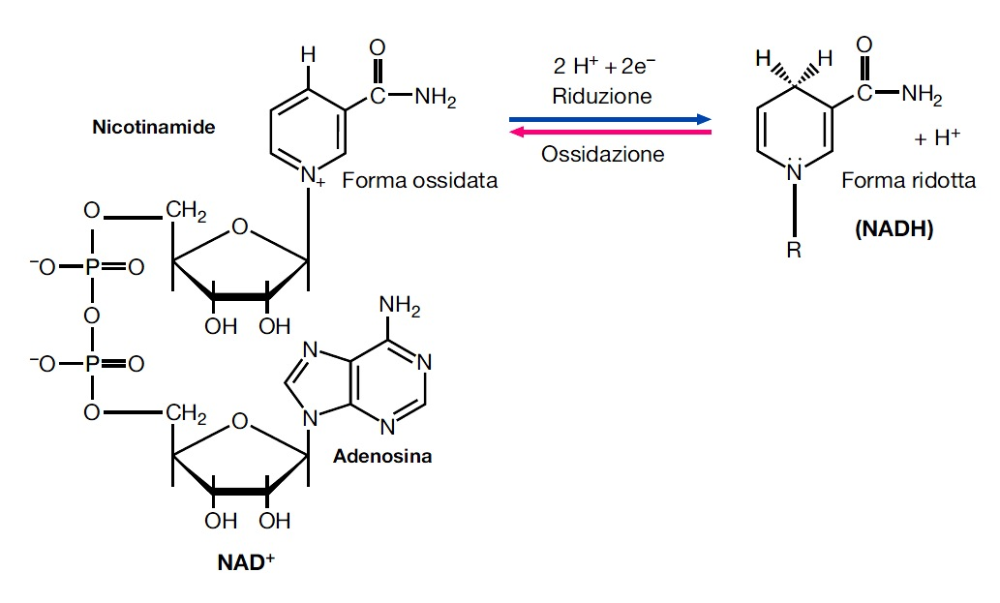 H
O
C
NH₂
Nicotinamide
N+
Forma ossidata
2 H⁺ + 2e⁻
Riduzione
Ossidazione
H H
O
C
NH₂
+ H⁺
N̈
Forma ridotta
(NADH)
R
O
CH₂
O
⁻O P O
OH OH
O
⁻O P O
O
CH₂
O
OH OH
NH₂
N
N
N
N
Adenosina
NAD⁺